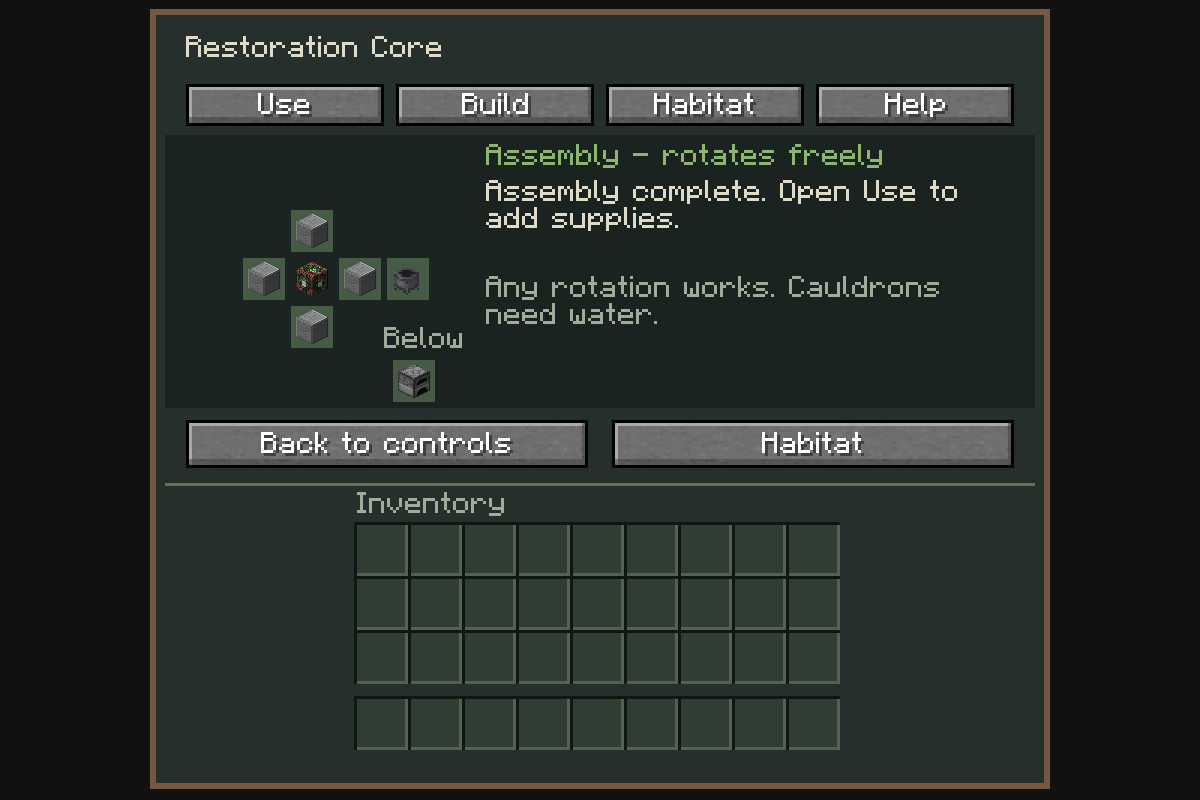 Restoration Core
Use
Build
Habitat
Help
Assembly - rotates freely
Assembly complete. Open Use to
add supplies.
Any rotation works. Cauldrons
need water.
Below
Back to controls
Habitat
Inventory